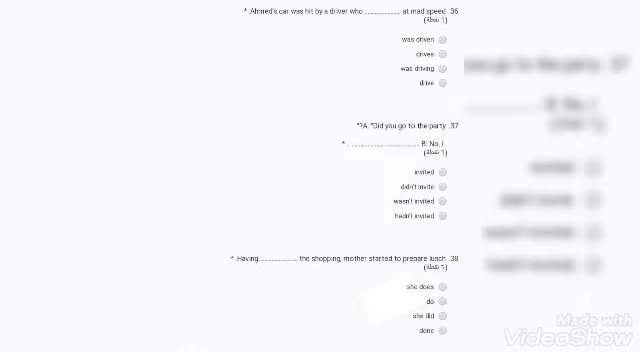 36. Ahmed's car was hit by a driver who .................... at mad speed. *
(1 نقطة)
was driven
drives
was driving
drive
37. A: "Did you go to the party?"
B: No, I ...................................... . *
(1 نقطة)
invited
didn't invite
wasn't invited
hadn't invited
38. Having...................... the shopping, mother started to prepare lunch. *
(1 نقطة)
she does
do
she did
done
Made with
VideoShow